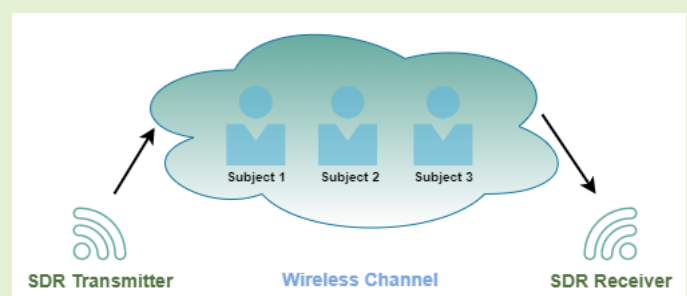 Subject 1
Subject 2
Subject 3
SDR Transmitter
Wireless Channel
SDR Receiver